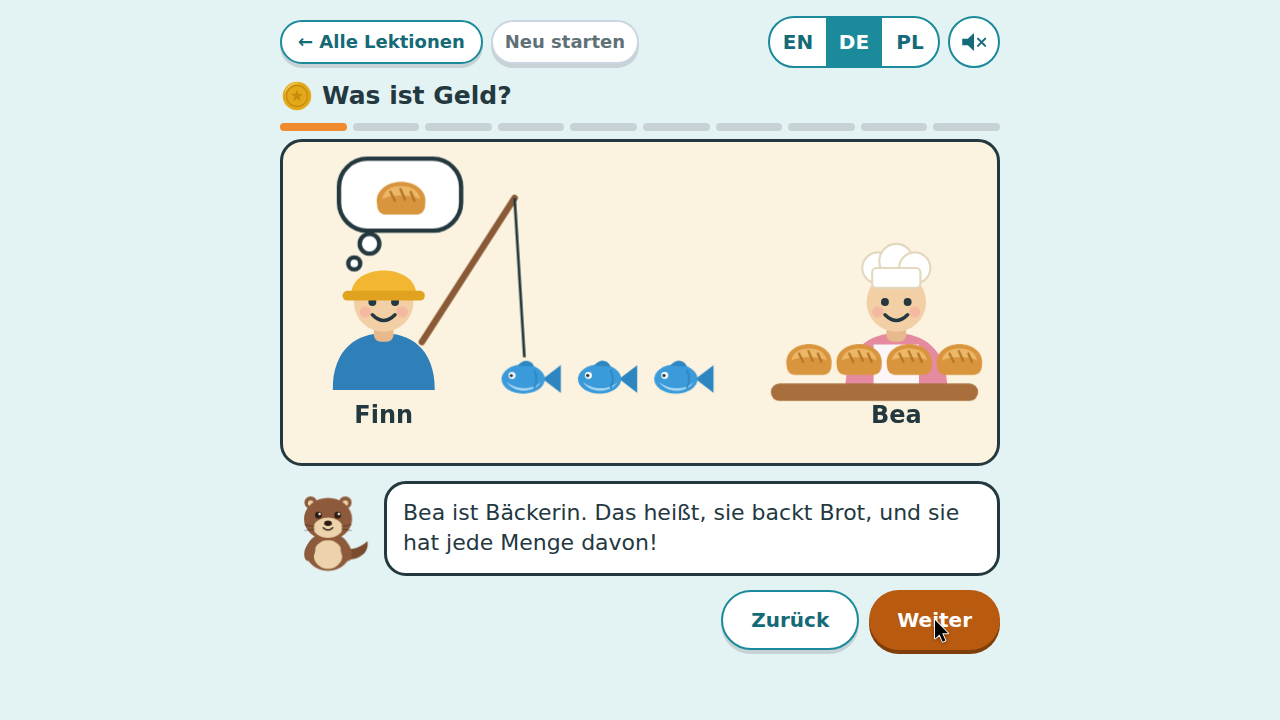 ← Alle Lektionen
Neu starten
EN DE PL
Was ist Geld?
Finn
Bea
Bea ist Bäckerin. Das heißt, sie backt Brot, und sie
hat jede Menge davon!
Zurück
Weiter